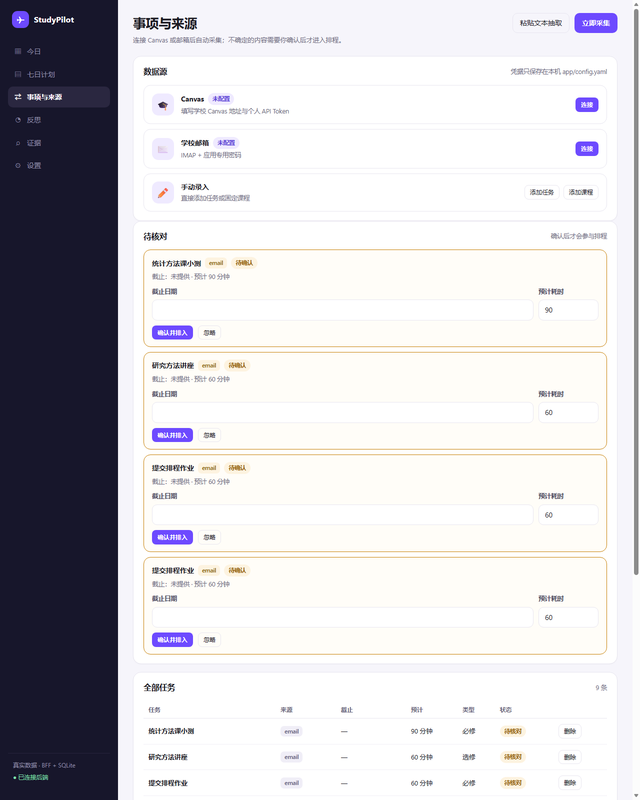 StudyPilot
今日
七日计划
事项与来源
反思
证据
设置
真实数据 · BFF + SQLite
已连接后端
事项与来源
连接 Canvas 或邮箱后自动采集；不确定的内容需要你确认后才进入排程。
粘贴文本抽取
立即采集
数据源
凭据只保存在本机 app/config.yaml
Canvas 未配置
填写学校 Canvas 地址与个人 API Token
连接
学校邮箱 未配置
IMAP + 应用专用密码
连接
手动录入
直接添加任务或固定课程
添加任务 添加课程
待核对
确认后才会参与排程
统计方法课小测 email 待确认
截止：未提供 · 预计 90 分钟
截止日期 预计耗时
90
确认并排入 忽略
研究方法讲座 email 待确认
截止：未提供 · 预计 60 分钟
截止日期 预计耗时
60
确认并排入 忽略
提交排程作业 email 待确认
截止：未提供 · 预计 60 分钟
截止日期 预计耗时
60
确认并排入 忽略
提交排程作业 email 待确认
截止：未提供 · 预计 60 分钟
截止日期 预计耗时
60
确认并排入 忽略
全部任务
9 条
任务 来源 截止 预计 类型 状态
统计方法课小测 email — 90 分钟 必修 待核对 删除
研究方法讲座 email — 60 分钟 选修 待核对 删除
提交排程作业 email — 60 分钟 必修 待核对 删除